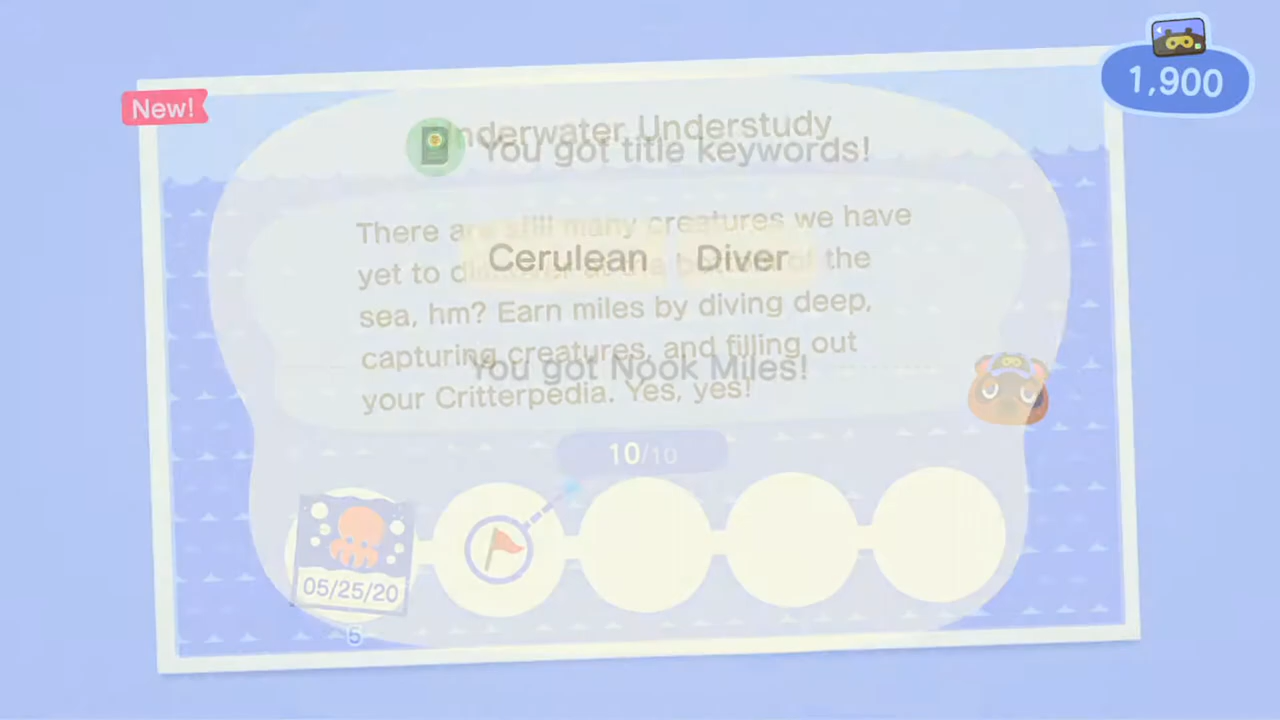 1,900
New!
Underwater Understudy
You got title keywords!
There are still many creatures we have
Cerulean Diver
yet to the
sea, hm? Earn miles by diving deep,
capturing creatures, and filling out
You got Nook Miles!
your Critterpedia. Yes, yes!
10/10
05/25/20
5